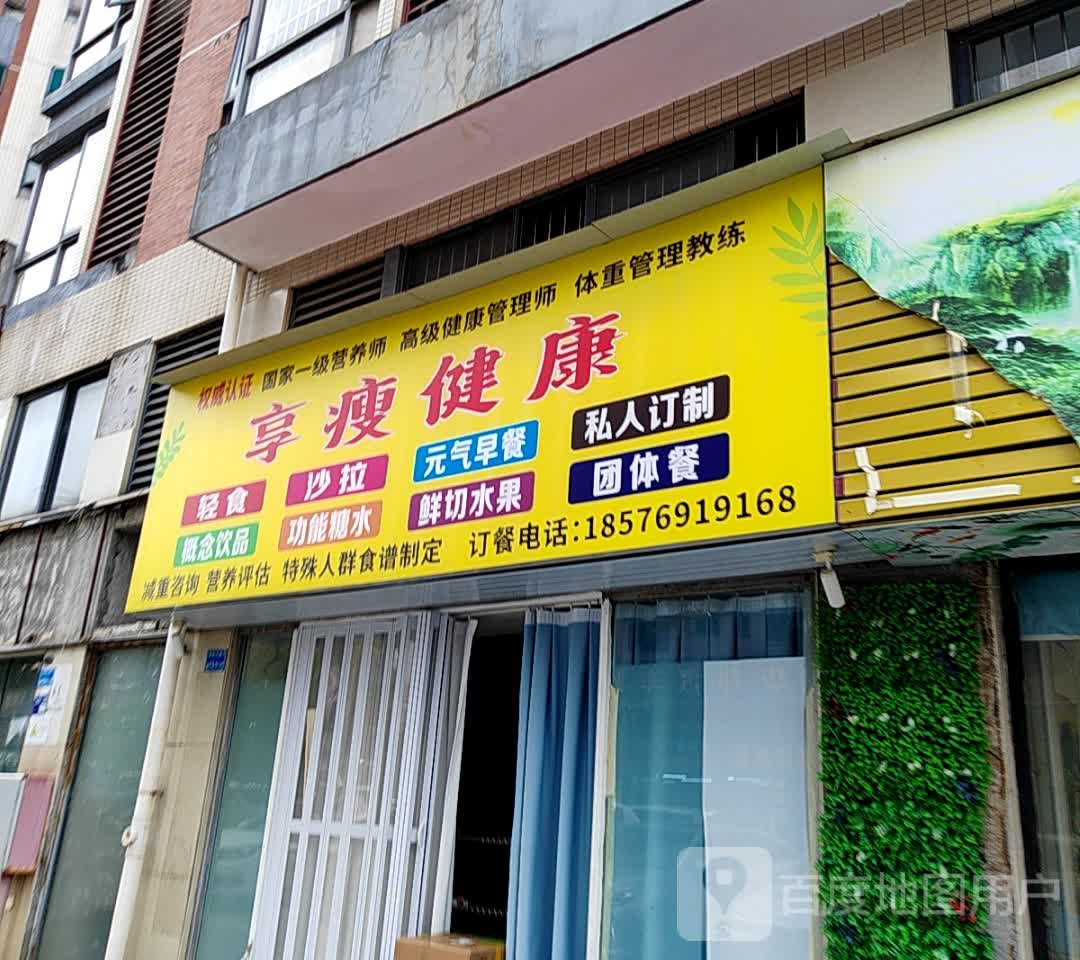 权威认证 国家一级营养师 高级健康管理师 体重管理教练
享瘦健康
轻食 沙拉 元气早餐 私人订制
概念饮品 功能糖水 鲜切水果 团体餐
减重咨询 营养评估 特殊人群食谱制定 订餐电话:18576919168
百度地图用户